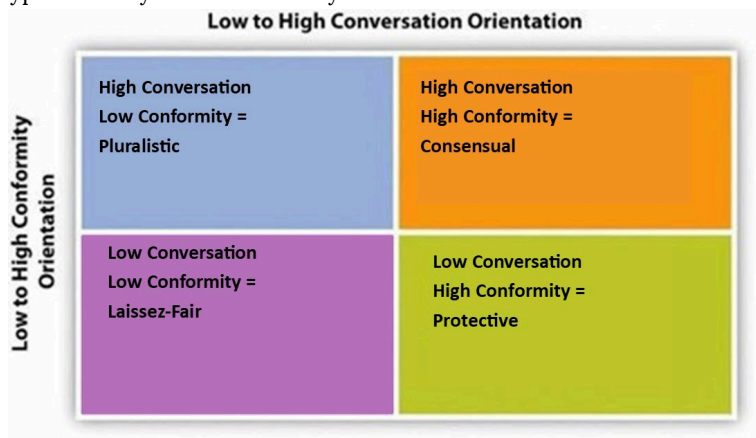 Low to High Conversation Orientation
Low to High Conformity
Orientation
High Conversation
Low Conformity =
Pluralistic
High Conversation
High Conformity =
Consensual
Low Conversation
Low Conformity =
Laissez-Fair
Low Conversation
High Conformity =
Protective